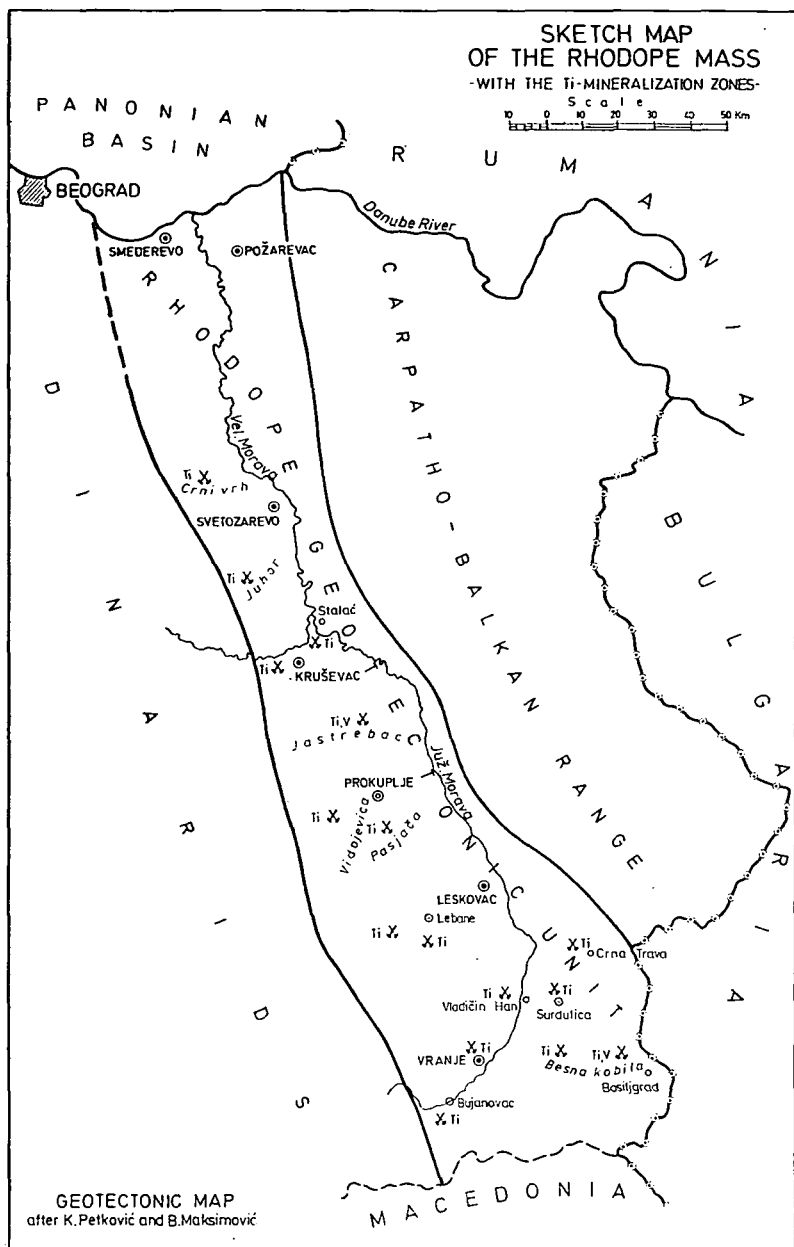 SKETCH MAP
OF THE RHODOPE MASS
-WITH THE Ti-MINERALIZATION ZONES-
Scale
10 0 10 20 30 40 50 Km
PANONIAN
BASIN
RUMANIA
BEOGRAD
Danube River
SMEDEREVO
POŽAREVAC
RHODOPE GEOTECTONIC UNIT
CARPATHO-BALKAN RANGE
DINARIDS
BULGARIA
Vel. Morava
Ti
Crni vrh
SVETOZAREVO
Ti
Juhor
Stalać
Ti
Ti
KRUŠEVAC
Ti,V
Jastrebac
Juž. Morava
PROKUPLJE
Ti
Vidojevica
Ti
Pasjača
LESKOVAC
Lebane
Ti
Ti
Ti
Crna Trava
Ti
Vladičin Han
Ti
Surdulica
Ti
VRANJE
Ti
Ti,V
Besna kobila
Bosiljgrad
Bujanovac
Ti
MACEDONIA
GEOTECTONIC MAP
after K. Petković and B. Maksimović